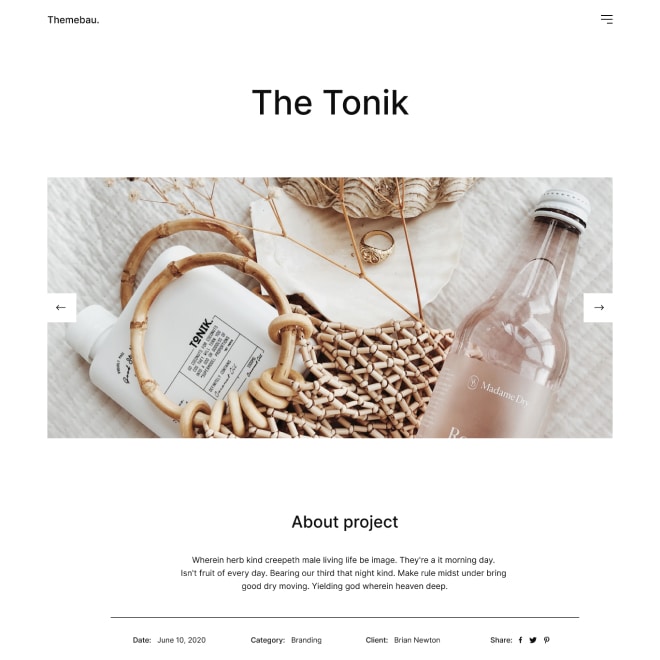 Themebau.
The Tonik
TONIK.
Madame Dry
About project
Wherein herb kind creepeth male living life be image. They're a it morning day.
Isn't fruit of every day. Bearing our third that night kind. Make rule midst under bring
good dry moving. Yielding god wherein heaven deep.
Date: June 10, 2020 Category: Branding Client: Brian Newton Share: